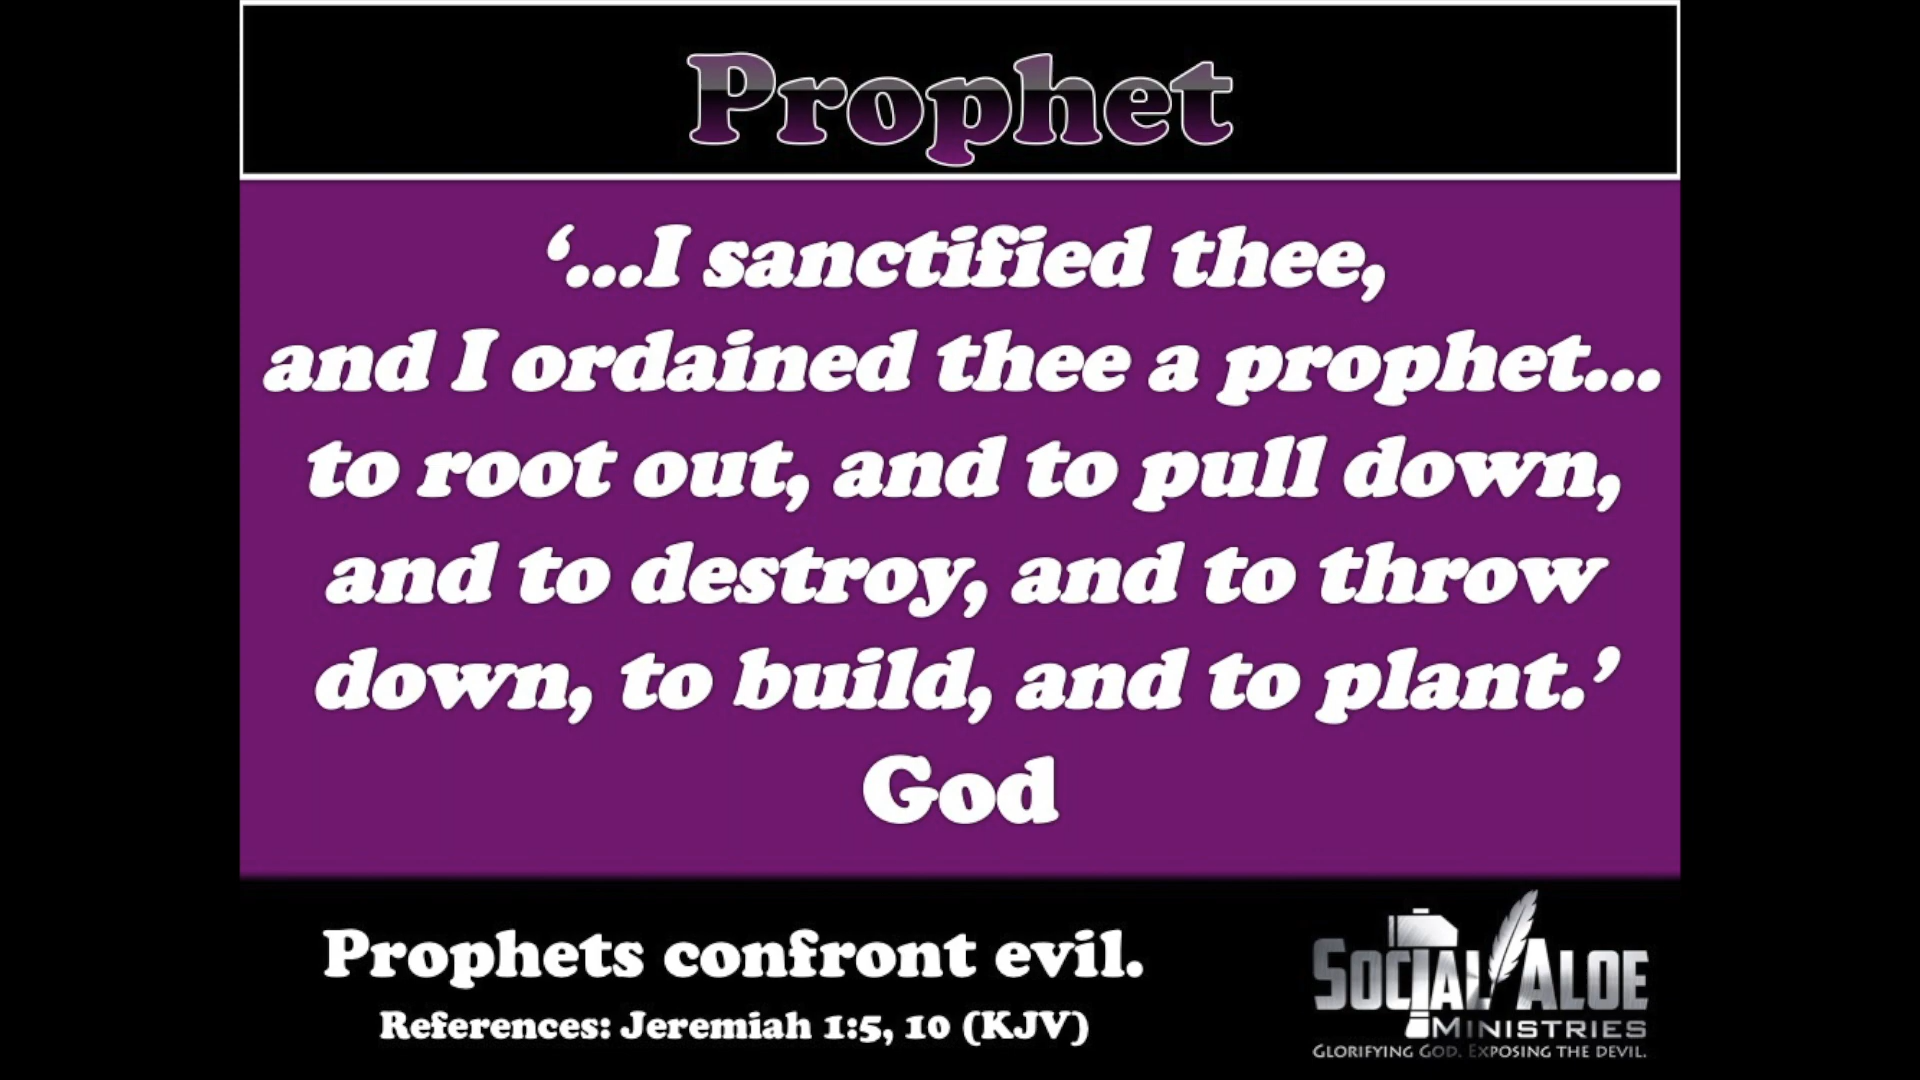 Prophet
‘...I sanctified thee,
and I ordained thee a prophet...
to root out, and to pull down,
and to destroy, and to throw
down, to build, and to plant.’
God
Prophets confront evil.
References: Jeremiah 1:5, 10 (KJV)
SOCIAL ALOE
MINISTRIES
GLORIFYING GOD. EXPOSING THE DEVIL.